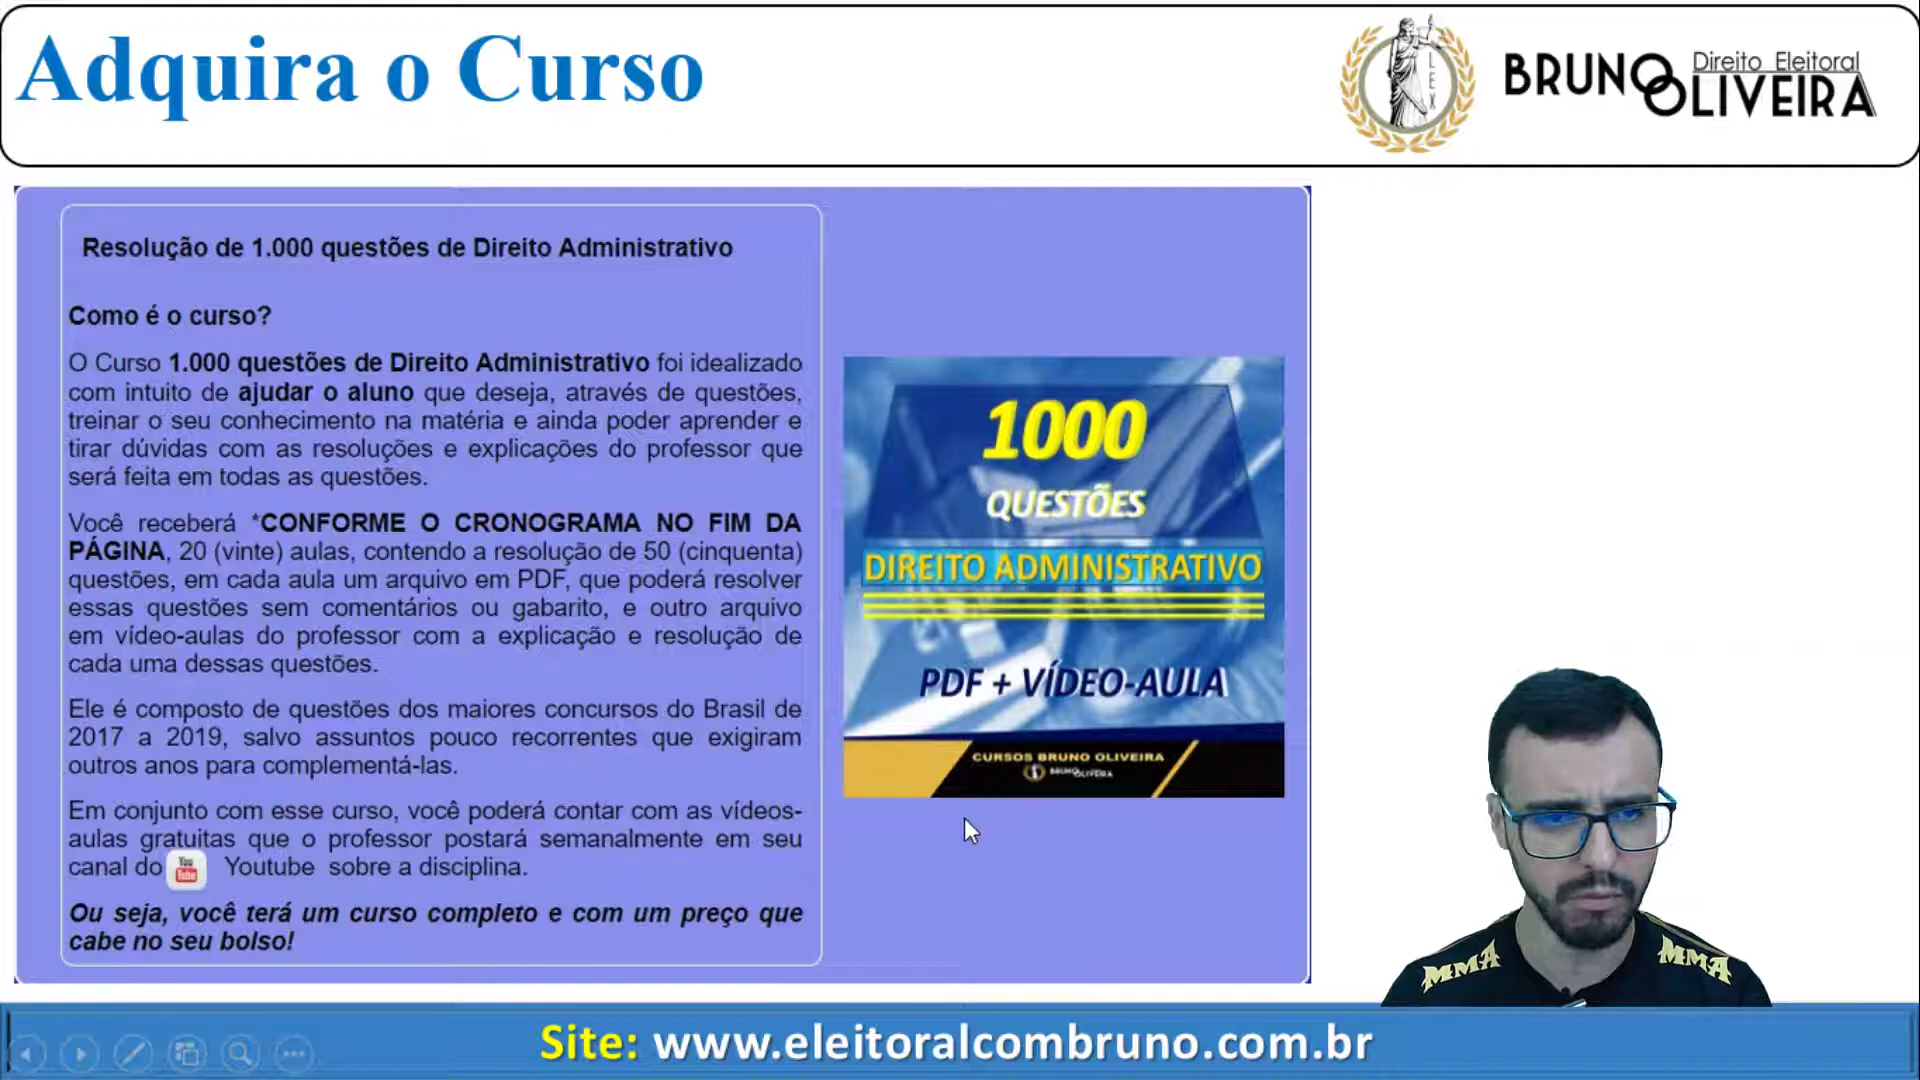 Adquira o Curso
LEX
BRUNO OLIVEIRA
Direito Eleitoral
Resolução de 1.000 questões de Direito Administrativo
Como é o curso?
O Curso 1.000 questões de Direito Administrativo foi idealizado
com intuito de ajudar o aluno que deseja, através de questões,
treinar o seu conhecimento na matéria e ainda poder aprender e
tirar dúvidas com as resoluções e explicações do professor que
será feita em todas as questões.
Você receberá *CONFORME O CRONOGRAMA NO FIM DA
PÁGINA, 20 (vinte) aulas, contendo a resolução de 50 (cinquenta)
questões, em cada aula um arquivo em PDF, que poderá resolver
essas questões sem comentários ou gabarito, e outro arquivo
em vídeo-aulas do professor com a explicação e resolução de
cada uma dessas questões.
Ele é composto de questões dos maiores concursos do Brasil de
2017 a 2019, salvo assuntos pouco recorrentes que exigiram
outros anos para complementá-las.
Em conjunto com esse curso, você poderá contar com as vídeos-
aulas gratuitas que o professor postará semanalmente em seu
canal do You Tube Youtube sobre a disciplina.
Ou seja, você terá um curso completo e com um preço que
cabe no seu bolso!
1000
QUESTÕES
DIREITO ADMINISTRATIVO
PDF + VÍDEO-AULA
CURSOS BRUNO OLIVEIRA
BRUNO OLIVEIRA
MMA
MMA
Site: www.eleitoralcombruno.com.br